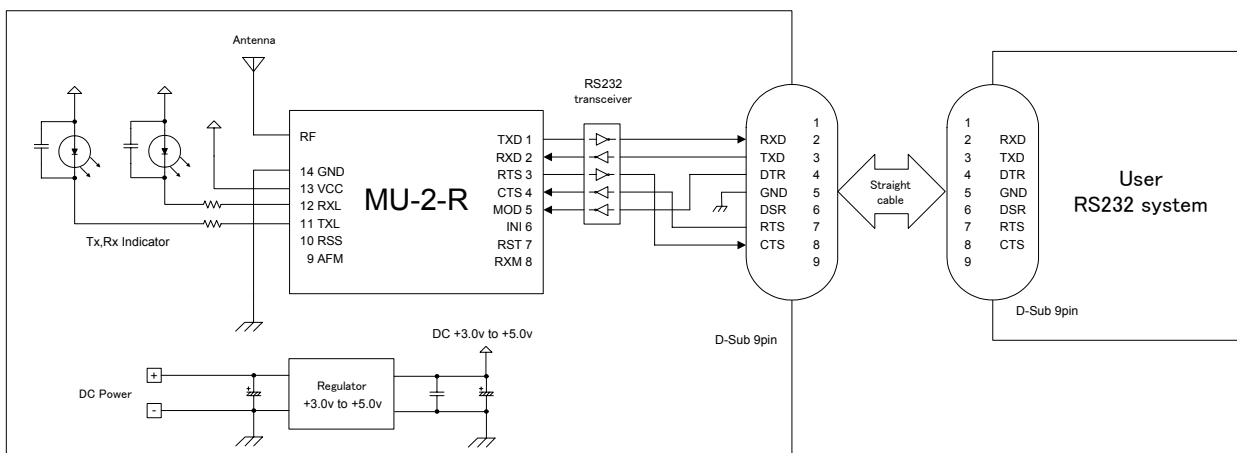 Antenna
RS232
transceiver
RF
14 GND
13 VCC
12 RXL
11 TXL
10 RSS
9 AFM
MU-2-R
TXD 1
RXD 2
RTS 3
CTS 4
MOD 5
INI 6
RST 7
RXM 8
Tx,Rx Indicator
1
RXD 2
TXD 3
DTR 4
GND 5
DSR 6
RTS 7
CTS 8
9
D-Sub 9pin
Straight
cable
1
2 RXD
3 TXD
4 DTR
5 GND
6 DSR
7 RTS
8 CTS
9
D-Sub 9pin
User
RS232 system
DC Power
+
-
Regulator
+3.0v to +5.0v
DC +3.0v to +5.0v
+
+